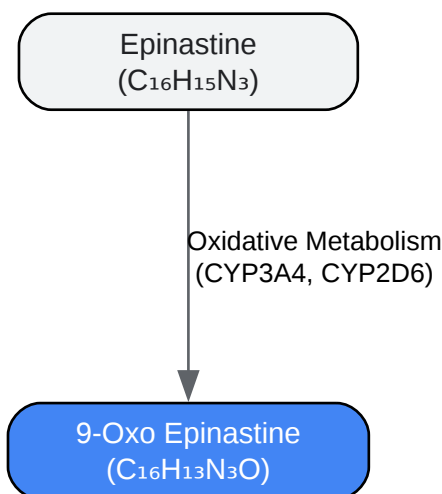 Epinastine
(C₁₆H₁₅N₃)
Oxidative Metabolism
(CYP3A4, CYP2D6)
9-Oxo Epinastine
(C₁₆H₁₃N₃O)